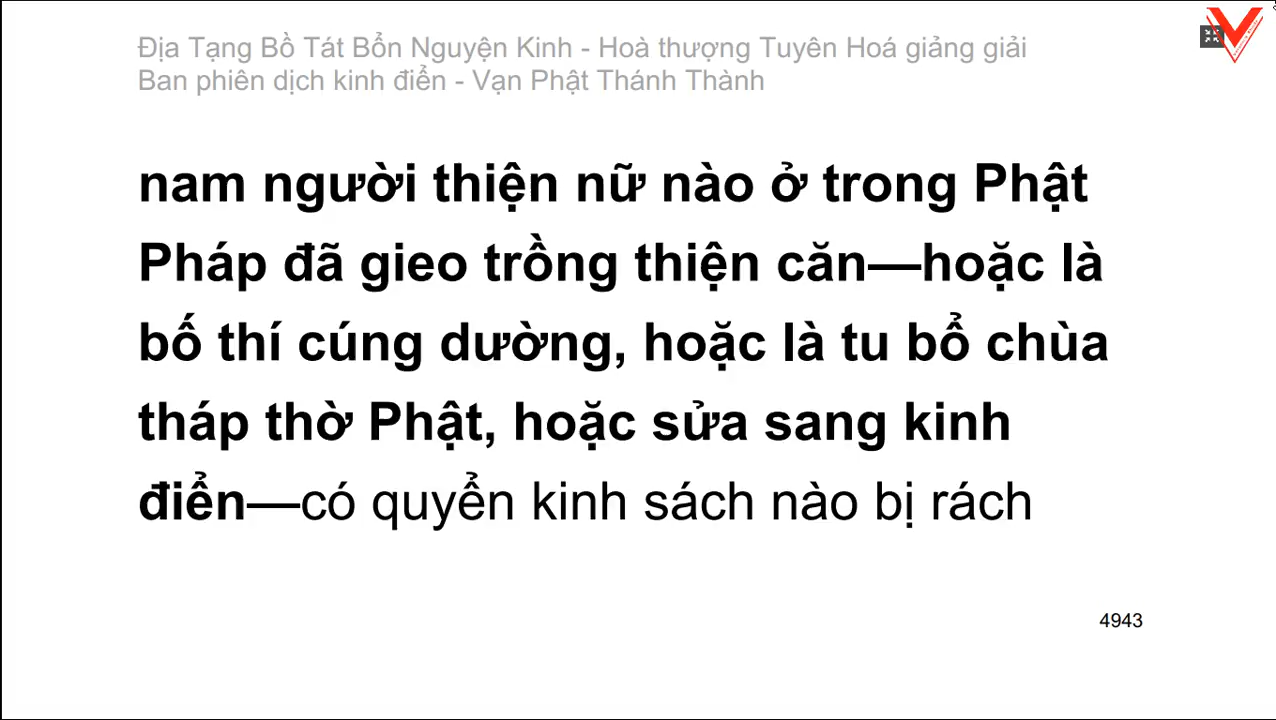 Địa Tạng Bồ Tát Bổn Nguyện Kinh - Hoà thượng Tuyên Hoá giảng giải
Ban phiên dịch kinh điển - Vạn Phật Thánh Thành
nam người thiện nữ nào ở trong Phật
Pháp đã gieo trồng thiện căn—hoặc là
bố thí cúng dường, hoặc là tu bổ chùa
tháp thờ Phật, hoặc sửa sang kinh
điển—có quyển kinh sách nào bị rách
4943